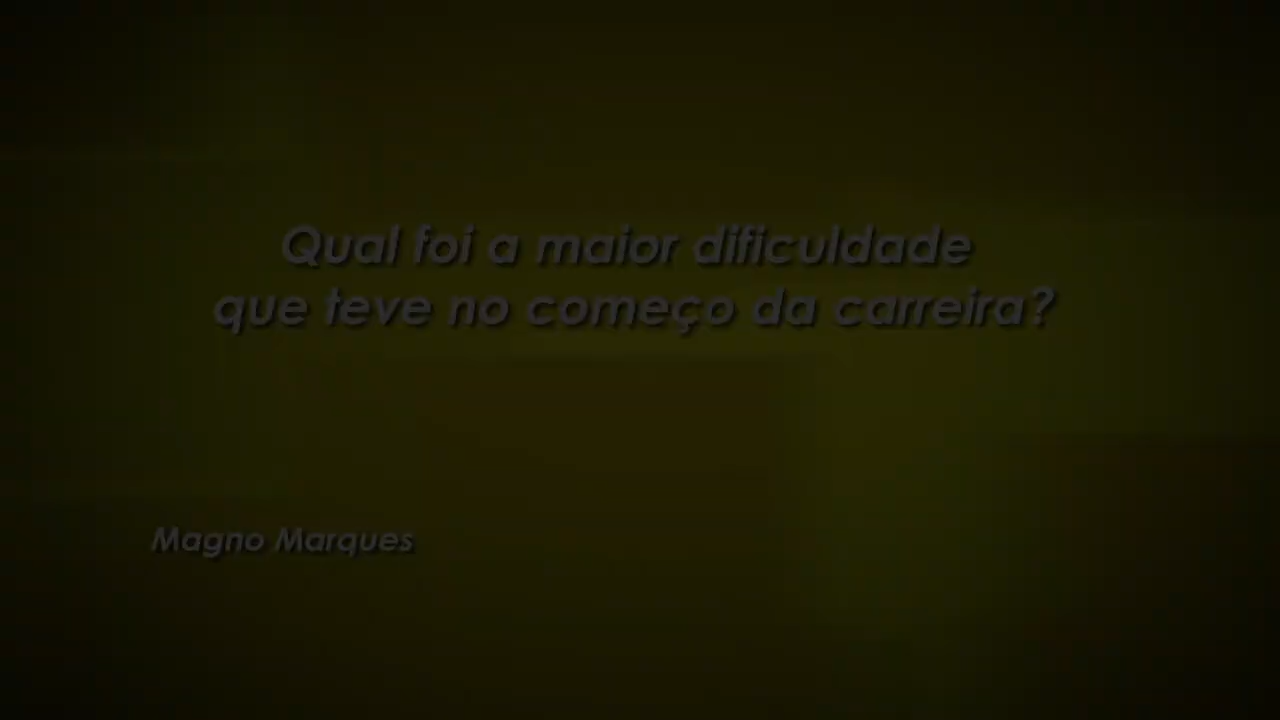 Qual foi a maior dificuldade
que teve no começo da carreira?
Magno Marques